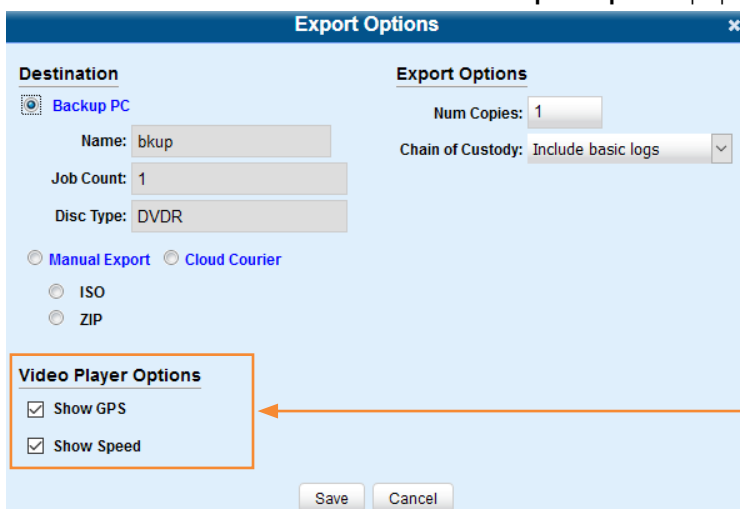 Export Options
Destination
Backup PC
Name: bkup
Job Count: 1
Disc Type: DVDR
Manual Export Cloud Courier
ISO
ZIP
Export Options
Num Copies: 1
Chain of Custody: Include basic logs
Video Player Options
Show GPS
Show Speed
Save Cancel